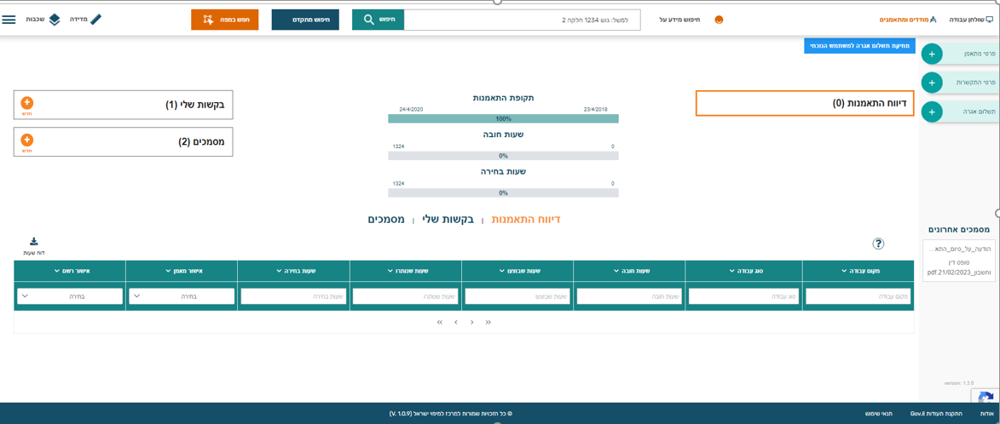 שולחן עבודה
מודדים ומתאמנים
חיפוש מידע על
למשל: גוש 1234 חלקה 2
חיפוש
חיפוש מתקדם
חפש במפה
מדידה
שכבות
מחיקת תשלום אגרה למשתמש הנוכחי
פרטי מתאמן
פרטי התקשרות
תשלום אגרה
דיווח התאמנות (0)
תקופת התאמנות
23/4/2018
24/4/2020
100%
שעות חובה
0
1324
0%
שעות בחירה
0
1324
0%
בקשות שלי (1)
חדש
מסמכים (2)
חדש
דיווח התאמנות | בקשות שלי | מסמכים
?
דוח שעות
מקום עבודה
סוג עבודה
שעות חובה
שעות שבוצעו
שעות שנותרו
שעות בחירה
אישור מאמן
אישור רשם
מקום עבודה
סוג עבודה
שעות חובה
שעות שבוצעו
שעות שנותרו
שעות בחירה
בחירה
בחירה
מסמכים אחרונים
הודעה_על_סיום_התא...
טופס דין
וחשבון_21/02/2023.pdf
version: 1.3.8
אודות
התקנת תעודות Gov.il
תנאי שימוש
© כל הזכויות שמורות למרכז למיפוי ישראל (V. 1.0.9)